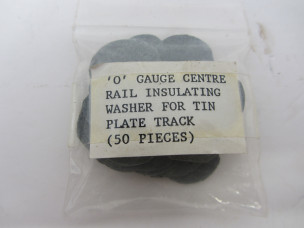 'O' GAUGE CENTRE
RAIL INSULATING
WASHER FOR TIN
PLATE TRACK
(50 PIECES)